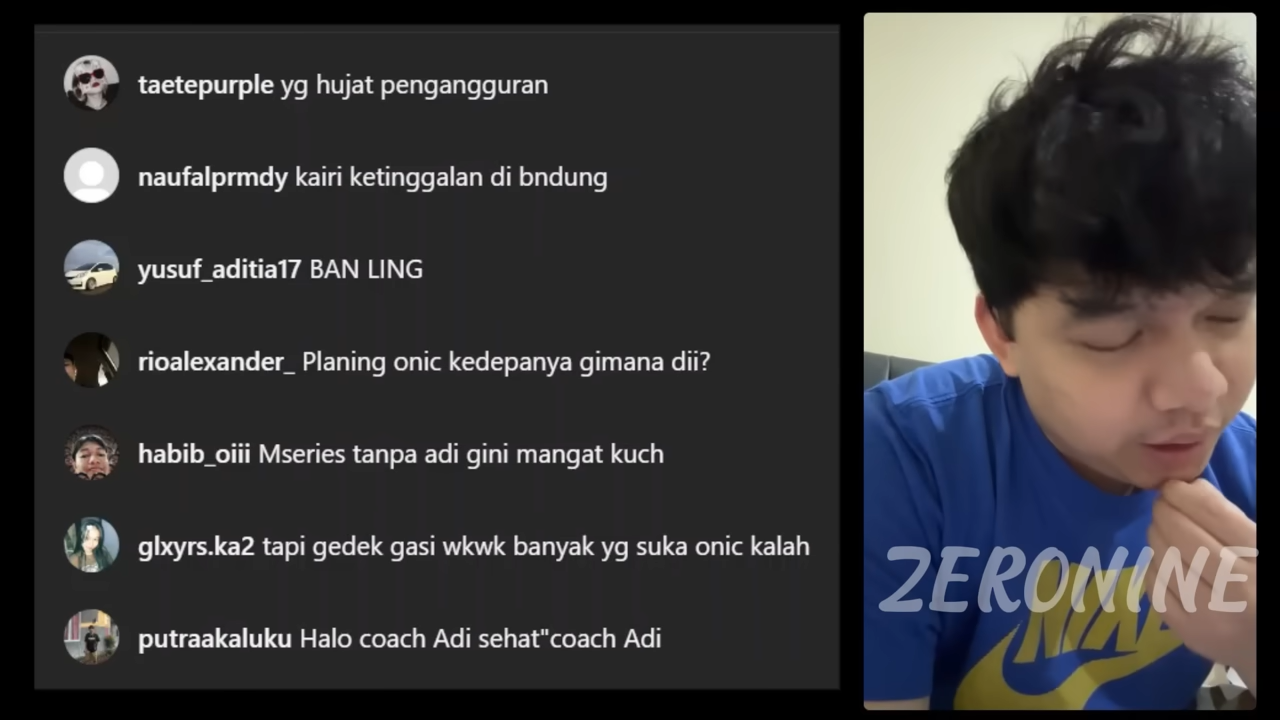 taetepurple yg hujat pengangguran
naufalprmdy kairi ketinggalan di bndung
yusuf_aditia17 BAN LING
rioalexander_ Planing onic kedepanya gimana dii?
habib_oiii Mseries tanpa adi gini mangat kuch
glxyrs.ka2 tapi gedek gasi wkwk banyak yg suka onic kalah
putraakaluku Halo coach Adi sehat"coach Adi
ZERONINE
NIKE